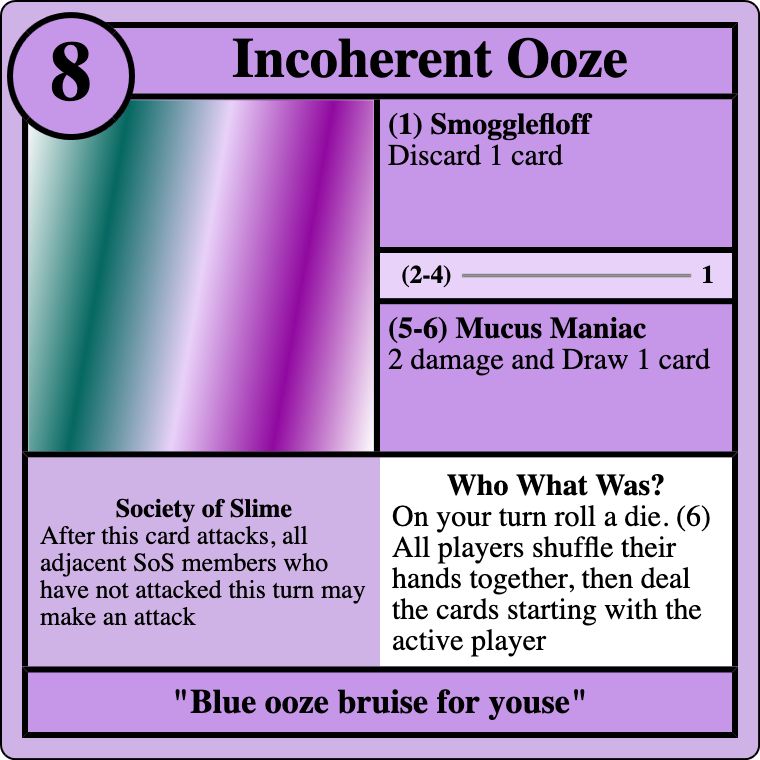 8
Incoherent Ooze
(1) Smogglefloff
Discard 1 card
(2-4) 1
(5-6) Mucus Maniac
2 damage and Draw 1 card
Society of Slime
After this card attacks, all
adjacent SoS members who
have not attacked this turn may
make an attack
Who What Was?
On your turn roll a die. (6)
All players shuffle their
hands together, then deal
the cards starting with the
active player
"Blue ooze bruise for youse"